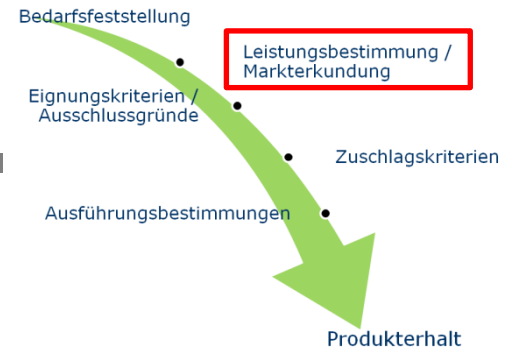 Bedarfsfeststellung
Leistungsbestimmung /
Markterkundung
Eignungskriterien /
Ausschlussgründe
Zuschlagskriterien
Ausführungsbestimmungen
Produkterhalt